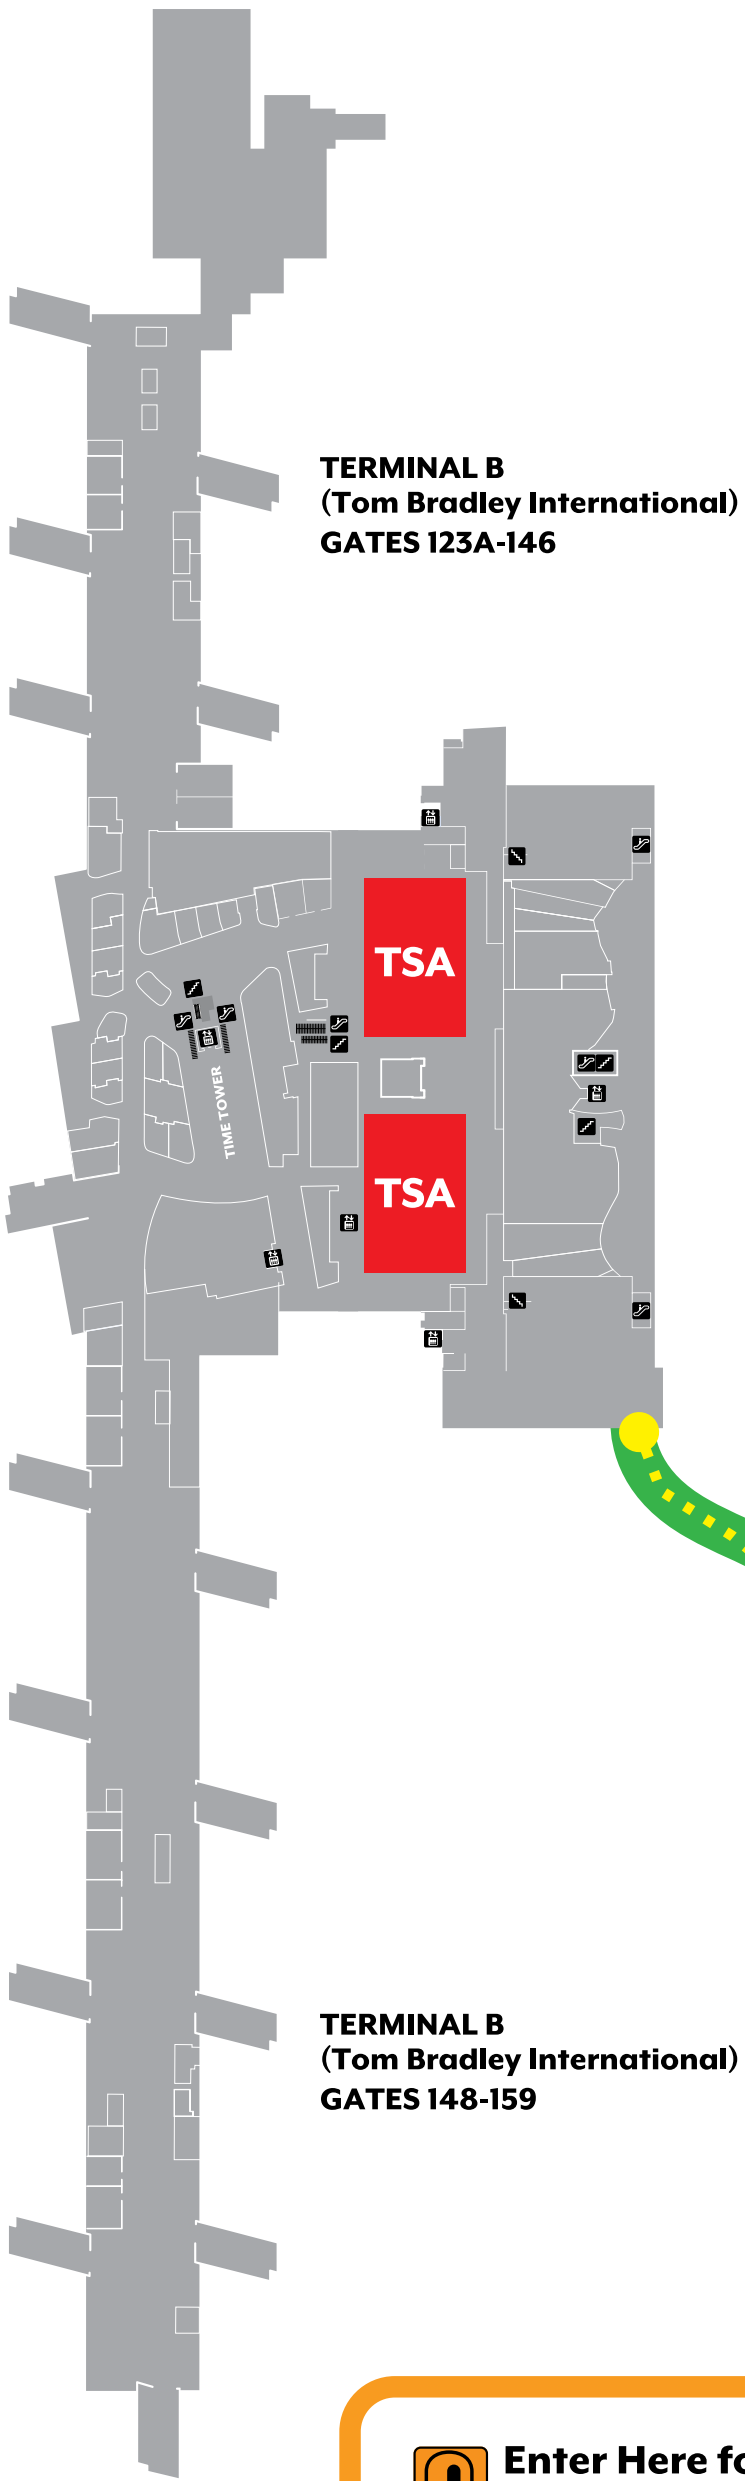 TERMINAL B
(Tom Bradley International)
GATES 123A-146
TSA
TIME TOWER
TSA
TERMINAL B
(Tom Bradley International)
GATES 148-159
Enter Here fo